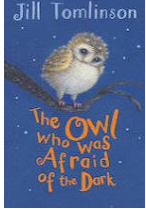 Jill Tomlinson
The Owl
Who Was
Afraid
of the Dark